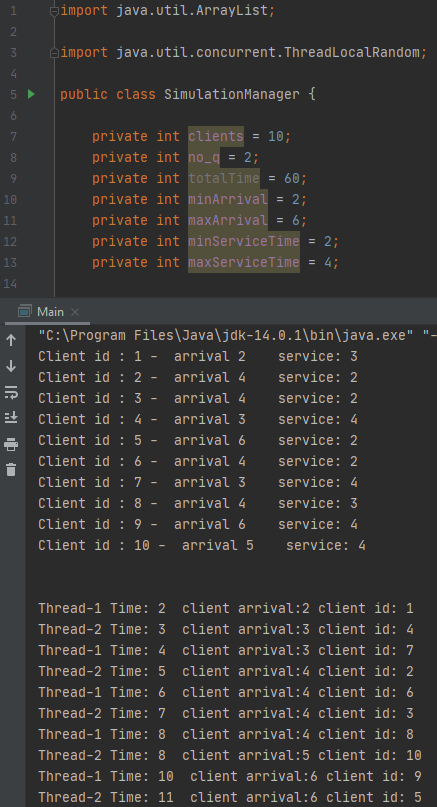 1 import java.util.ArrayList;
2
3 import java.util.concurrent.ThreadLocalRandom;
4
5 public class SimulationManager {
6
7 private int clients = 10;
8 private int no_q = 2;
9 private int totalTime = 60;
10 private int minArrival = 2;
11 private int maxArrival = 6;
12 private int minServiceTime = 2;
13 private int maxServiceTime = 4;
14
Main ×
"C:\Program Files\Java\jdk-14.0.1\bin\java.exe" "-
Client id : 1 -  arrival 2    service: 3
Client id : 2 -  arrival 4    service: 2
Client id : 3 -  arrival 4    service: 2
Client id : 4 -  arrival 3    service: 4
Client id : 5 -  arrival 6    service: 2
Client id : 6 -  arrival 4    service: 2
Client id : 7 -  arrival 3    service: 4
Client id : 8 -  arrival 4    service: 3
Client id : 9 -  arrival 6    service: 4
Client id : 10 -  arrival 5    service: 4
Thread-1 Time: 2  client arrival:2 client id: 1
Thread-2 Time: 3  client arrival:3 client id: 4
Thread-1 Time: 4  client arrival:3 client id: 7
Thread-2 Time: 5  client arrival:4 client id: 2
Thread-1 Time: 6  client arrival:4 client id: 6
Thread-2 Time: 7  client arrival:4 client id: 3
Thread-1 Time: 8  client arrival:4 client id: 8
Thread-2 Time: 8  client arrival:5 client id: 10
Thread-1 Time: 10  client arrival:6 client id: 9
Thread-2 Time: 11  client arrival:6 client id: 5